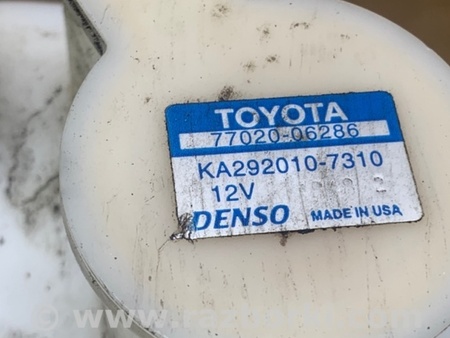 TOYOTA
77020-06286
KA292010-7310
12V
DENSO MADE IN USA